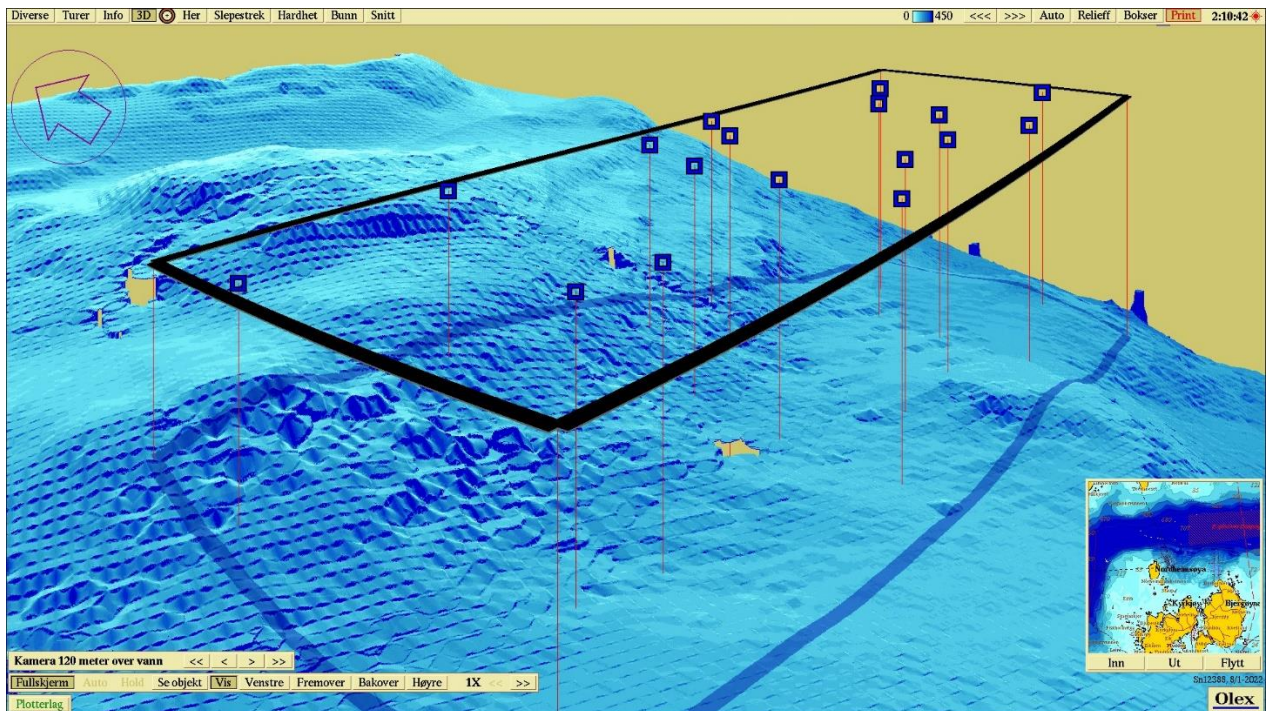 Diverse Turer Info 3D Her Slepestrek Hardhet Bunn Snitt 0 450 <<< >>> Auto Relieff Bokser Print 2:10:42
Kyrkjøy Bjergøyna
Kamera 120 meter over vann << < > >>
Inn Ut Flytt
Fullskjerm Auto Hold Se objekt Vis Venstre Fremover Bakover Høyre 1X << >>
Sn12388, 8/1-2022
Plotterlag
Olex